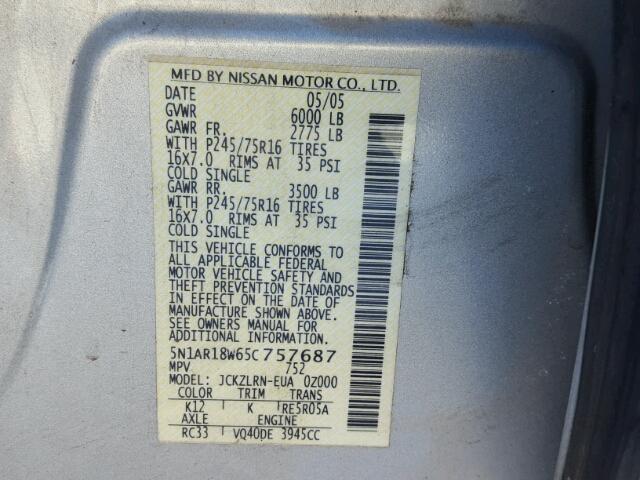 MFD BY NISSAN MOTOR CO., LTD.
DATE 05/05
GVWR 6000 LB
GAWR FR. 2775 LB
WITH P245/75R16 TIRES
16X7.0 RIMS AT 35 PSI
COLD SINGLE
GAWR RR. 3500 LB
WITH P245/75R16 TIRES
16X7.0 RIMS AT 35 PSI
COLD SINGLE
THIS VEHICLE CONFORMS TO
ALL APPLICABLE FEDERAL
MOTOR VEHICLE SAFETY AND
THEFT PREVENTION STANDARDS
IN EFFECT ON THE DATE OF
MANUFACTURE SHOWN ABOVE.
SEE OWNERS MANUAL FOR
ADDITIONAL INFORMATION.
5N1AR18W65C757687
MPV 752
MODEL: JCKZLRN-EUA 0Z000
COLOR TRIM TRANS
K12 K RE5R05A
AXLE ENGINE
RC33 VQ40DE 3945CC